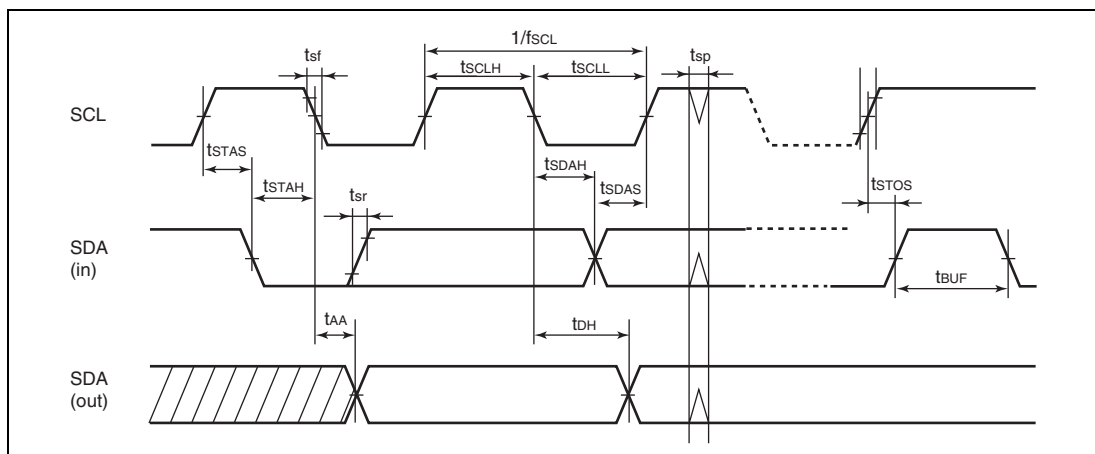 1/fSCL
tsf
tSCLH
tSCLL
tsp
SCL
tSTAS
tSTAH
tsr
tSDAH
tSDAS
tSTOS
SDA
(in)
tBUF
tAA
tDH
SDA
(out)